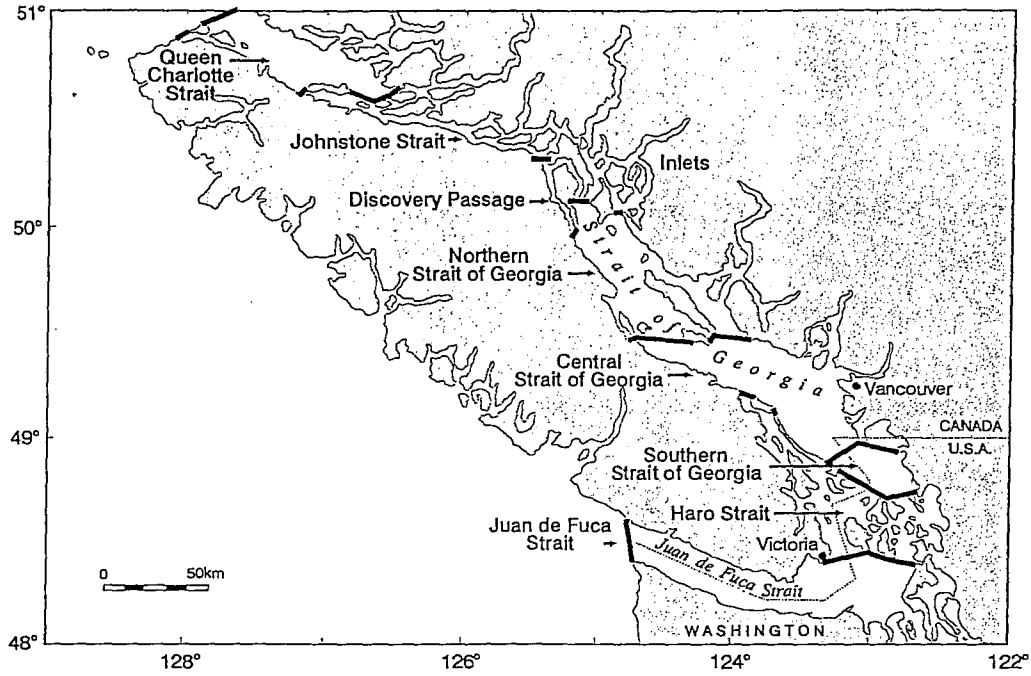 51°
Queen
Charlotte
Strait
Johnstone Strait
Inlets
50°
Discovery Passage
Northern
Strait of Georgia
Strait of Georgia
Central
Strait of Georgia
Vancouver
49°
CANADA
U.S.A.
Southern
Strait of Georgia
Haro Strait
Juan de Fuca
Strait
Victoria
Juan de Fuca Strait
0 50km
WASHINGTON
48°
128° 126° 124° 122°